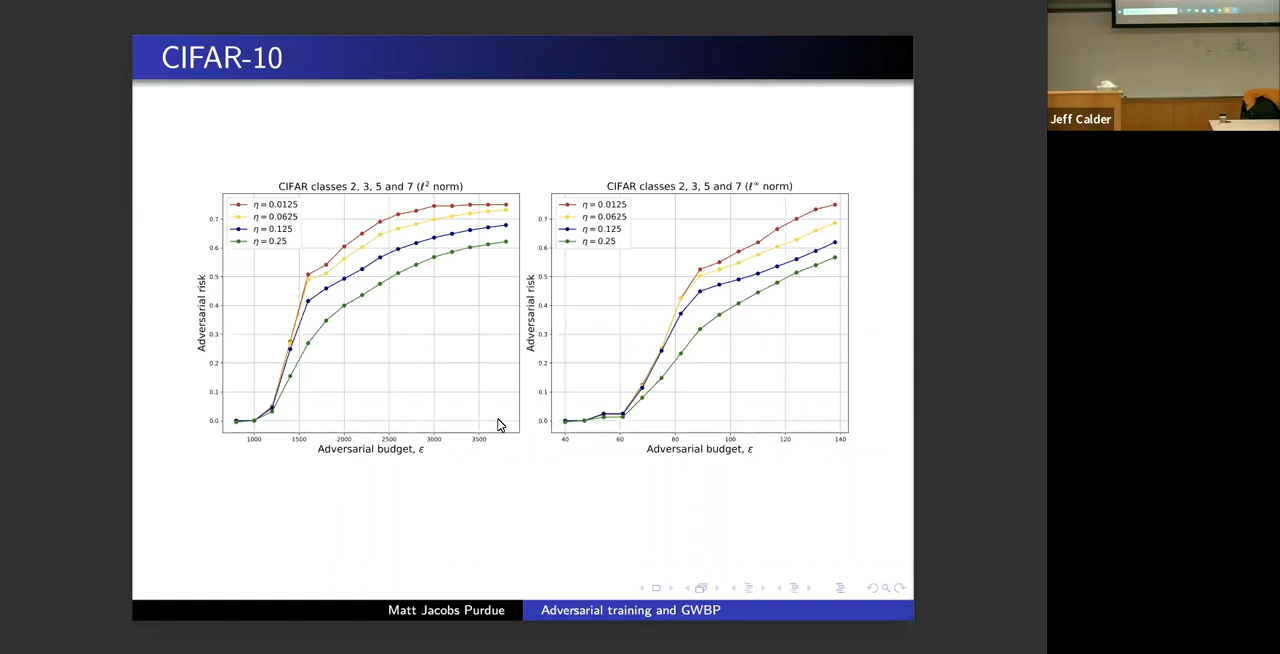 CIFAR-10
CIFAR classes 2, 3, 5 and 7 (ℓ² norm)
η = 0.0125
η = 0.0625
η = 0.125
η = 0.25
0.7
0.6
0.5
0.4
0.3
0.2
0.1
0.0
Adversarial risk
1000 1500 2000 2500 3000 3500
Adversarial budget, ε
CIFAR classes 2, 3, 5 and 7 (ℓ∞ norm)
η = 0.0125
η = 0.0625
η = 0.125
η = 0.25
0.7
0.6
0.5
0.4
0.3
0.2
0.1
0.0
Adversarial risk
40 60 80 100 120 140
Adversarial budget, ε
Matt Jacobs Purdue
Adversarial training and GWBP
Jeff Calder